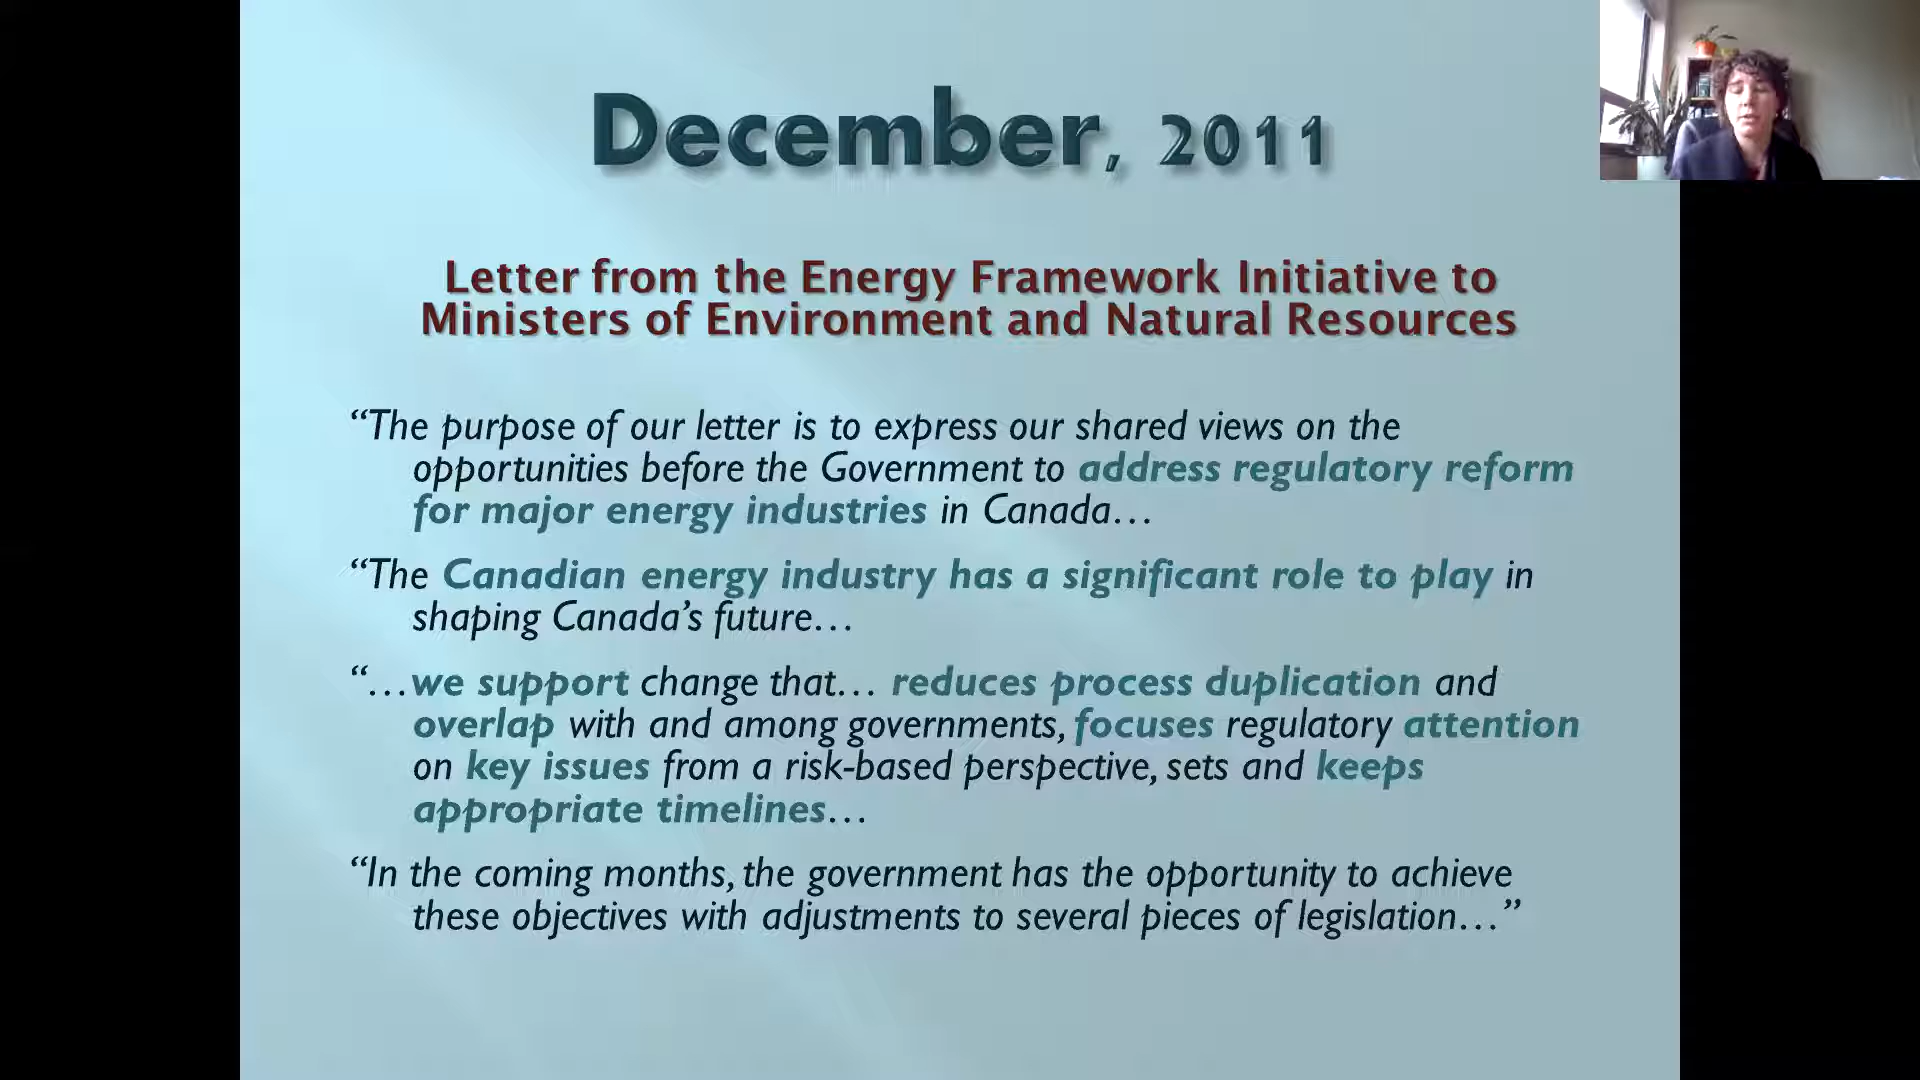 December, 2011
Letter from the Energy Framework Initiative to
Ministers of Environment and Natural Resources
“The purpose of our letter is to express our shared views on the
opportunities before the Government to address regulatory reform
for major energy industries in Canada…
“The Canadian energy industry has a significant role to play in
shaping Canada’s future…
“…we support change that… reduces process duplication and
overlap with and among governments, focuses regulatory attention
on key issues from a risk-based perspective, sets and keeps
appropriate timelines…
“In the coming months, the government has the opportunity to achieve
these objectives with adjustments to several pieces of legislation…”